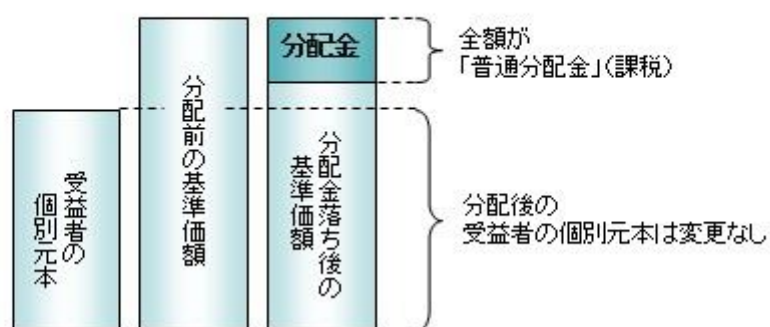 受益者の
個別元本
分配前の基準価額
分配金
分配金落ち後の
基準価額
全額が
「普通分配金」(課税)
分配後の
受益者の個別元本は変更なし